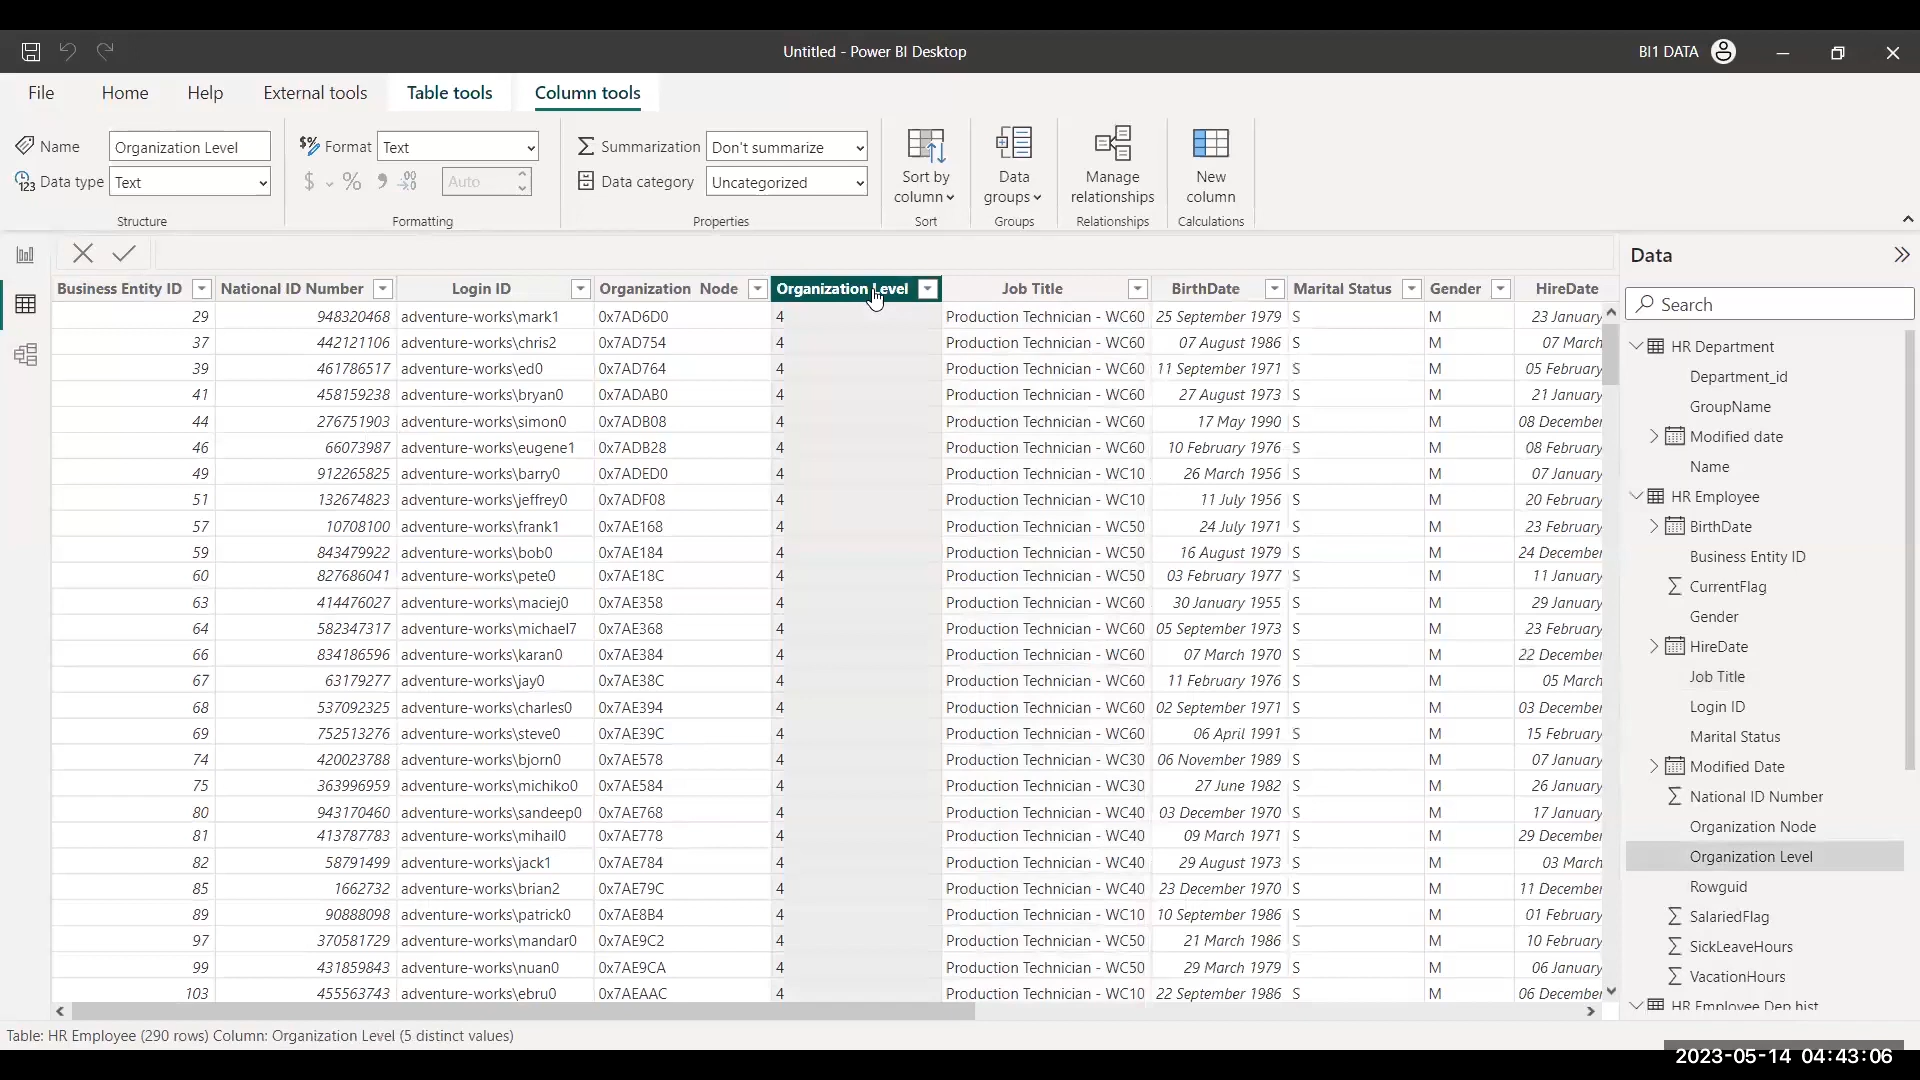 Untitled - Power BI Desktop
BI1 DATA
File Home Help External tools Table tools Column tools
Name Organization Level
Data type Text
Structure
Format Text
$ % 9 .00 Auto
Formatting
Summarization Don't summarize
Data category Uncategorized
Properties
Sort by
column
Sort
Data
groups
Groups
Manage
relationships
Relationships
New
column
Calculations
Business Entity ID National ID Number Login ID Organization Node Organization Level Job Title BirthDate Marital Status Gender HireDate
29 948320468 adventure-works\mark1 0x7AD6D0 4 Production Technician - WC60 25 September 1979 S M 23 January
37 442121106 adventure-works\chris2 0x7AD754 4 Production Technician - WC60 07 August 1986 S M 07 March
39 461786517 adventure-works\ed0 0x7AD764 4 Production Technician - WC60 11 September 1971 S M 05 February
41 458159238 adventure-works\bryan0 0x7ADAB0 4 Production Technician - WC60 27 August 1973 S M 21 January
44 276751903 adventure-works\simon0 0x7ADB08 4 Production Technician - WC60 17 May 1990 S M 08 December
46 66073987 adventure-works\eugene1 0x7ADB28 4 Production Technician - WC60 10 February 1976 S M 08 February
49 912265825 adventure-works\barry0 0x7ADED0 4 Production Technician - WC10 26 March 1956 S M 07 January
51 132674823 adventure-works\jeffrey0 0x7ADF08 4 Production Technician - WC10 11 July 1956 S M 20 February
57 10708100 adventure-works\frank1 0x7AE168 4 Production Technician - WC50 24 July 1971 S M 23 February
59 843479922 adventure-works\bob0 0x7AE184 4 Production Technician - WC50 16 August 1979 S M 24 December
60 827686041 adventure-works\pete0 0x7AE18C 4 Production Technician - WC50 03 February 1977 S M 11 January
63 414476027 adventure-works\maciej0 0x7AE358 4 Production Technician - WC60 30 January 1955 S M 29 January
64 582347317 adventure-works\michael7 0x7AE368 4 Production Technician - WC60 05 September 1973 S M 23 February
66 834186596 adventure-works\karan0 0x7AE384 4 Production Technician - WC60 07 March 1970 S M 22 December
67 63179277 adventure-works\jay0 0x7AE38C 4 Production Technician - WC60 11 February 1976 S M 05 March
68 537092325 adventure-works\charles0 0x7AE394 4 Production Technician - WC60 02 September 1971 S M 03 December
69 752513276 adventure-works\steve0 0x7AE39C 4 Production Technician - WC60 06 April 1991 S M 15 February
74 420023788 adventure-works\bjorn0 0x7AE578 4 Production Technician - WC30 06 November 1989 S M 07 January
75 363996959 adventure-works\michiko0 0x7AE584 4 Production Technician - WC30 27 June 1982 S M 26 January
80 943170460 adventure-works\sandeep0 0x7AE768 4 Production Technician - WC40 03 December 1970 S M 17 January
81 413787783 adventure-works\mihail0 0x7AE778 4 Production Technician - WC40 09 March 1971 S M 29 December
82 58791499 adventure-works\jack1 0x7AE784 4 Production Technician - WC40 29 August 1973 S M 03 March
85 1662732 adventure-works\brian2 0x7AE79C 4 Production Technician - WC40 23 December 1970 S M 11 December
89 90888098 adventure-works\patrick0 0x7AE8B4 4 Production Technician - WC10 10 September 1986 S M 01 February
97 370581729 adventure-works\mandar0 0x7AE9C2 4 Production Technician - WC50 21 March 1986 S M 10 February
99 431859843 adventure-works\nuan0 0x7AE9CA 4 Production Technician - WC50 29 March 1979 S M 06 January
103 455563743 adventure-works\ebru0 0x7AEAAC 4 Production Technician - WC10 22 September 1986 S M 06 December
Data
Search
HR Department
Department_id
GroupName
Modified date
Name
HR Employee
BirthDate
Business Entity ID
CurrentFlag
Gender
HireDate
Job Title
Login ID
Marital Status
Modified Date
National ID Number
Organization Node
Organization Level
Rowguid
SalariedFlag
SickLeaveHours
VacationHours
HR Employee Dep hist
Table: HR Employee (290 rows) Column: Organization Level (5 distinct values)
2023-05-14 04:43:06